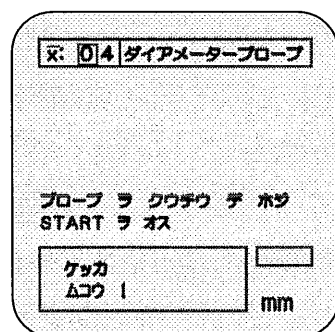 x̄: 04 ダイアメータープローブ
プローブ ヲ クウチウ デ ホジ
START ヲ オス
ケッカ
ムコウ !
mm